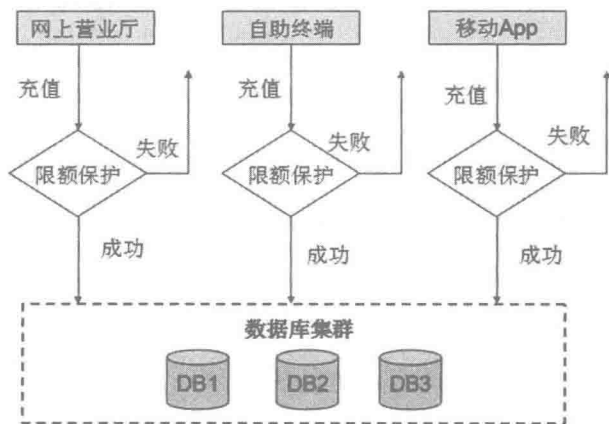 网上营业厅
自助终端
移动App
充值
充值
充值
失败
失败
失败
限额保护
限额保护
限额保护
成功
成功
成功
数据库集群
DB1
DB2
DB3